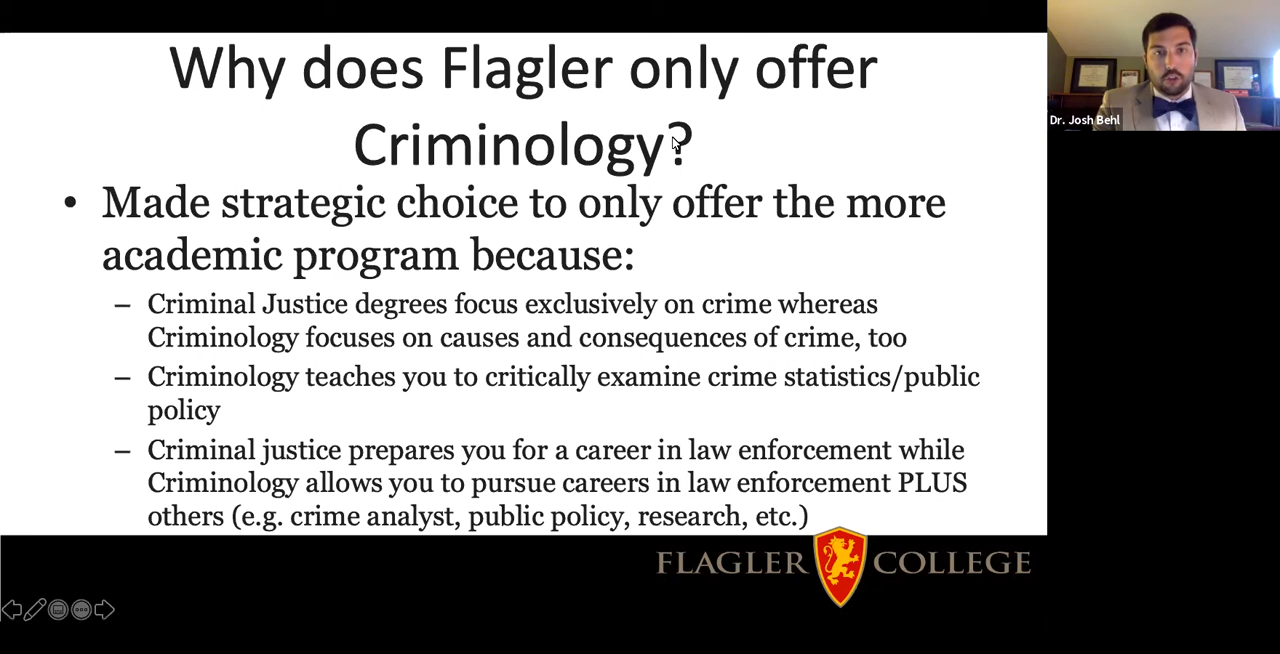 Why does Flagler only offer
Criminology?
• Made strategic choice to only offer the more
academic program because:
– Criminal Justice degrees focus exclusively on crime whereas
Criminology focuses on causes and consequences of crime, too
– Criminology teaches you to critically examine crime statistics/public
policy
– Criminal justice prepares you for a career in law enforcement while
Criminology allows you to pursue careers in law enforcement PLUS
others (e.g. crime analyst, public policy, research, etc.)
FLAGLER COLLEGE
Dr. Josh Behl